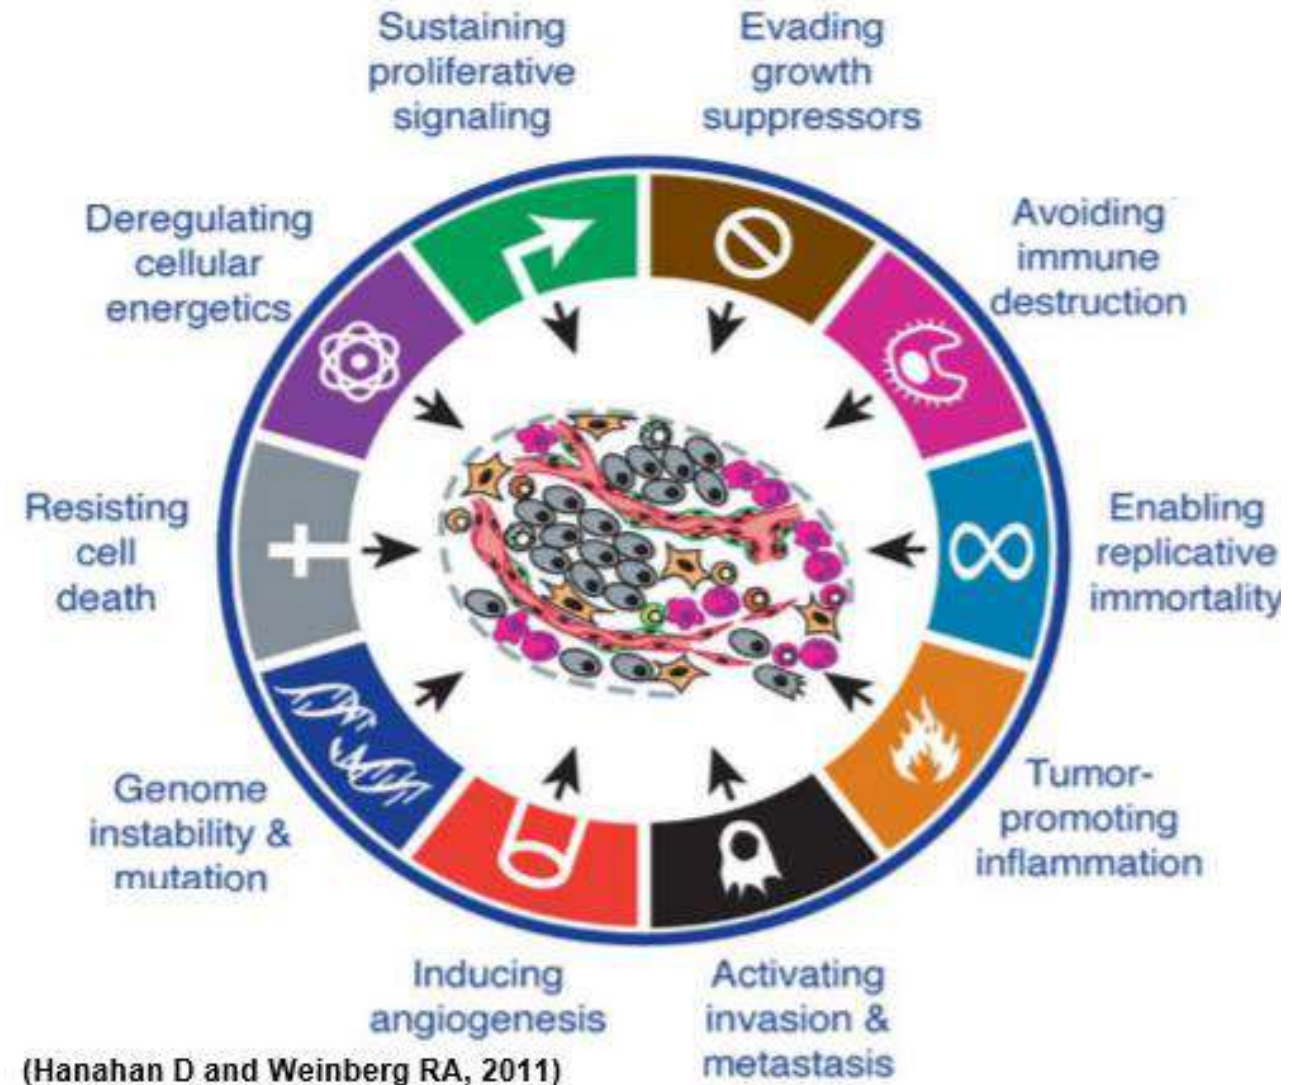 Sustaining
proliferative
signaling
Evading
growth
suppressors
Avoiding
immune
destruction
Enabling
replicative
immortality
Tumor-
promoting
inflammation
Activating
invasion &
metastasis
Inducing
angiogenesis
Genome
instability &
mutation
Resisting
cell
death
Deregulating
cellular
energetics
(Hanahan D and Weinberg RA, 2011)